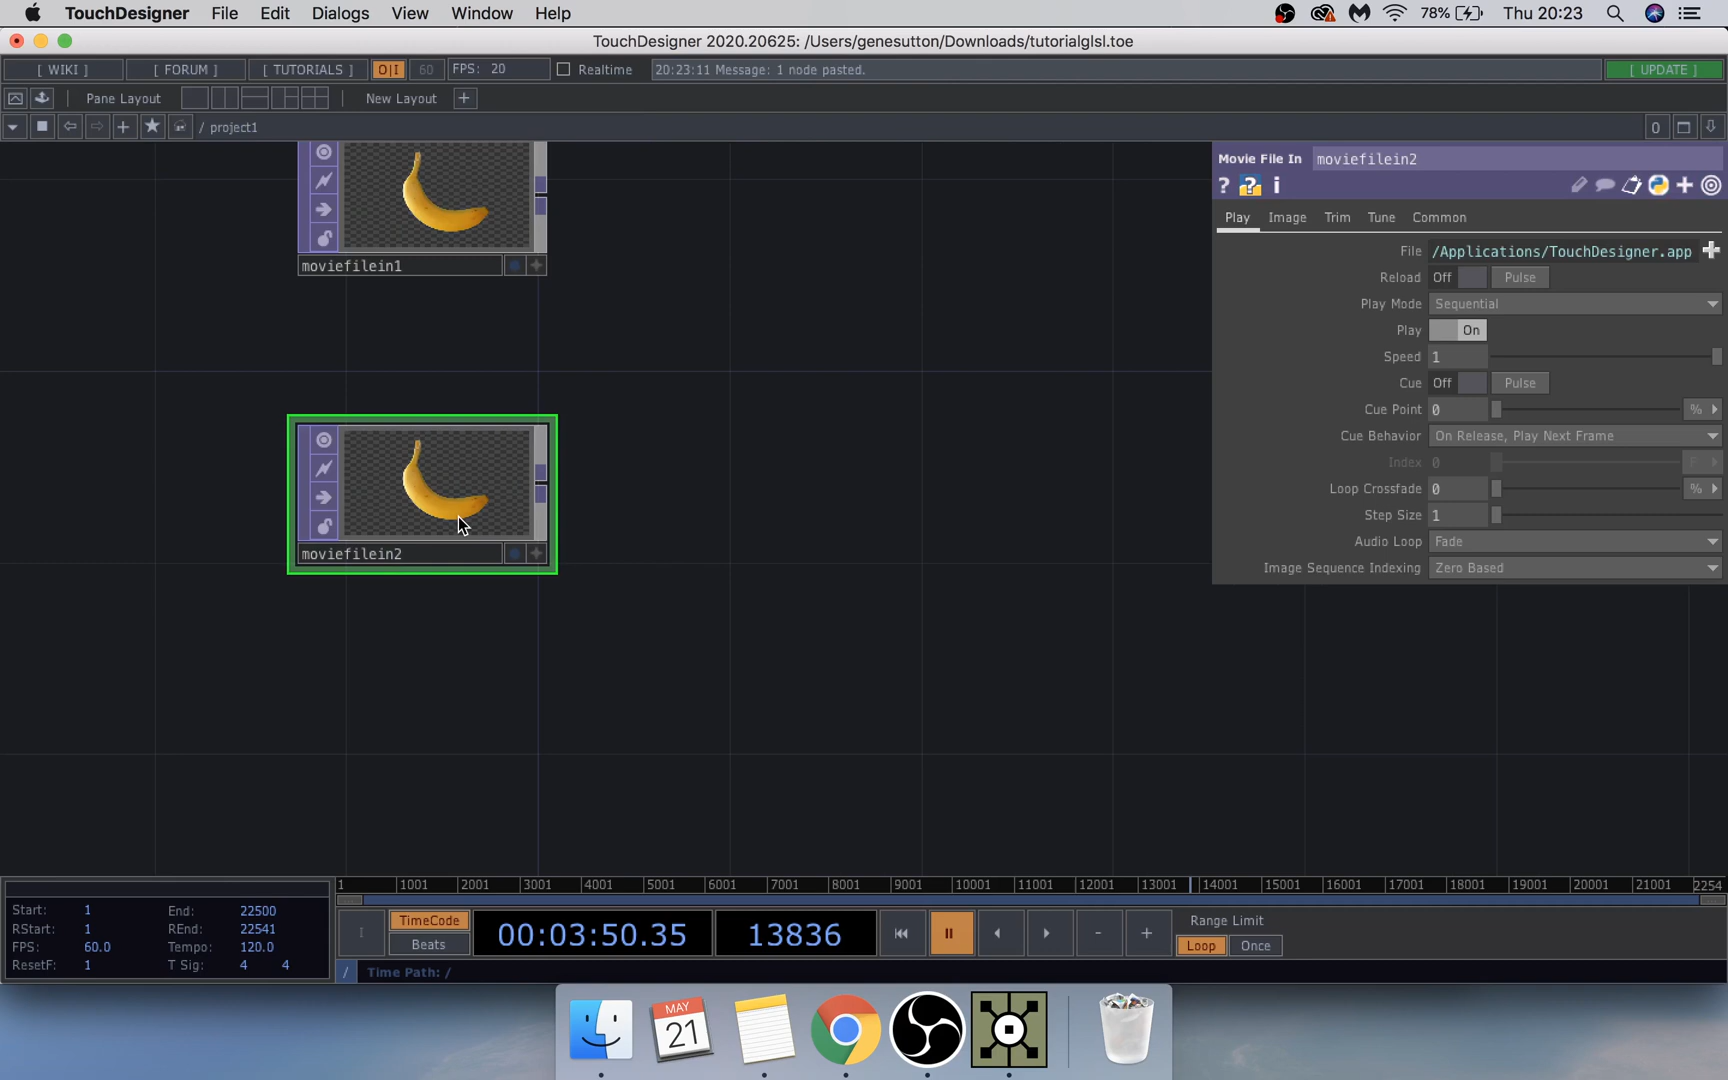 TouchDesigner File Edit Dialogs View Window Help 78% Thu 20:23
TouchDesigner 2020.20625: /Users/genesutton/Downloads/tutorialglsl.toe
[ WIKI ] [ FORUM ] [ TUTORIALS ] O|I 60 FPS: 20 Realtime 20:23:11 Message: 1 node pasted. [ UPDATE ]
Pane Layout New Layout +
/ project1 0
Movie File In moviefilein2
? ? i
Play Image Trim Tune Common
File /Applications/TouchDesigner.app
moviefilein1
Reload Off Pulse
Play Mode Sequential
Play On
Speed 1
Cue Off Pulse
Cue Point 0 %
Cue Behavior On Release, Play Next Frame
Index 0 F
Loop Crossfade 0 %
Step Size 1
Audio Loop Fade
moviefilein2
Image Sequence Indexing Zero Based
1 1001 2001 3001 4001 5001 6001 7001 8001 9001 10001 11001 12001 13001 14001 15001 16001 17001 18001 19001 20001 21001 2254
Start: 1 End: 22500
RStart: 1 REnd: 22541
FPS: 60.0 Tempo: 120.0
ResetF: 1 T Sig: 4 4
I TimeCode
Beats
00:03:50.35 13836 - +
Range Limit
Loop Once
/ Time Path: /
MAY
21